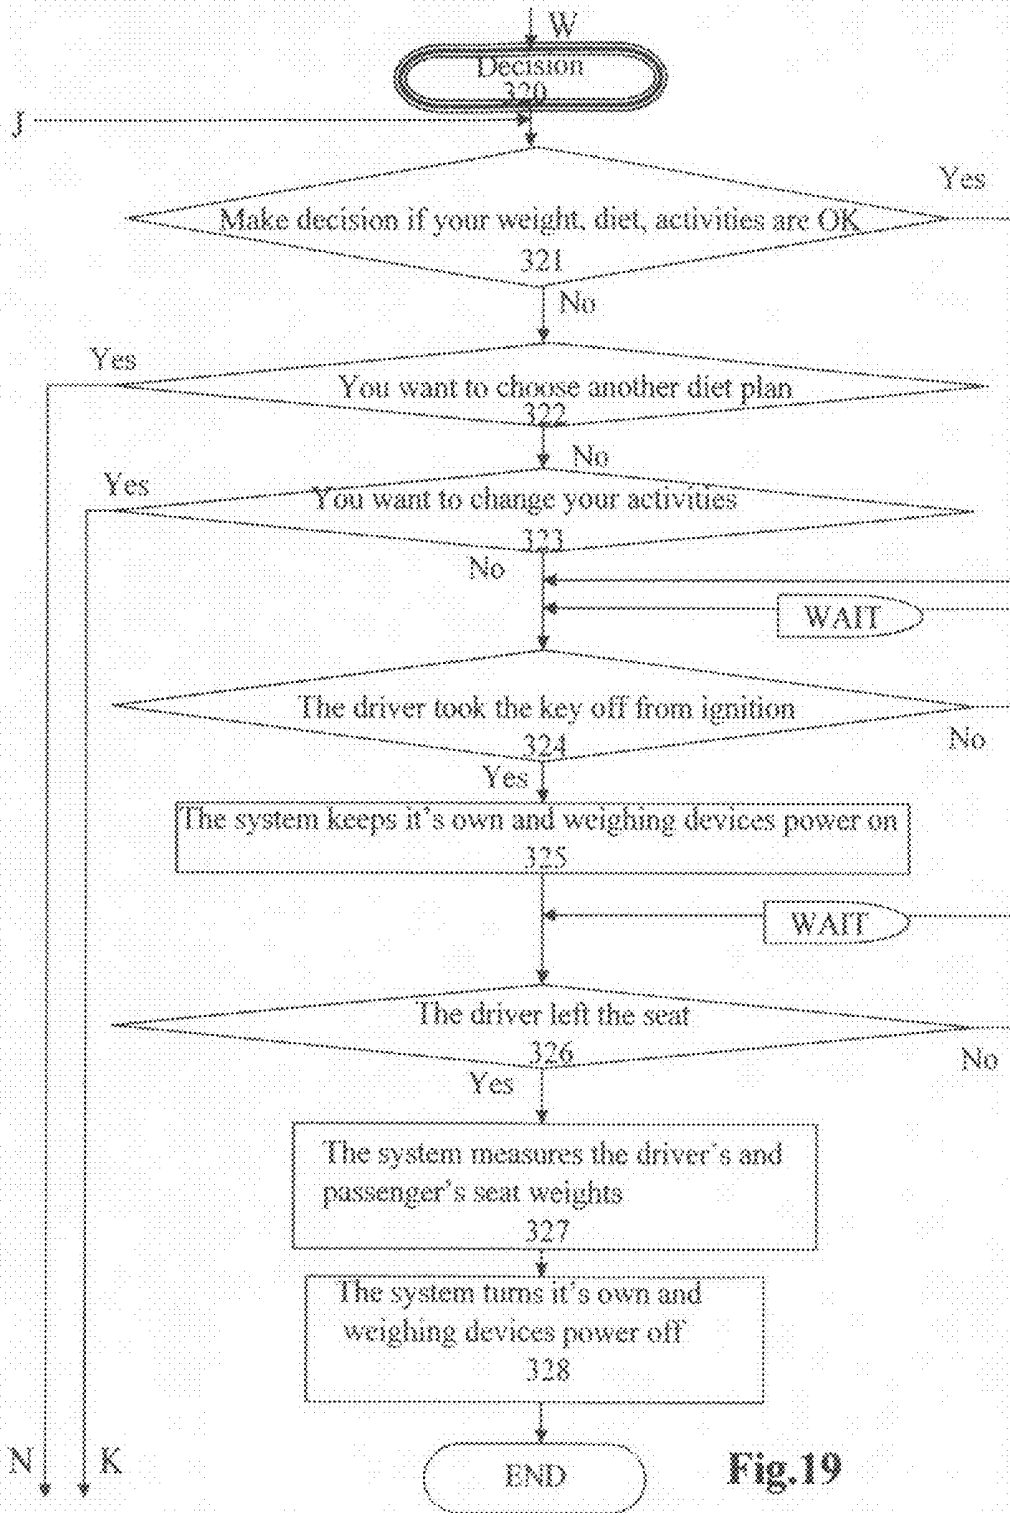 W
Decision
320
J
Yes
Make decision if your weight, diet, activities are OK
321
No
Yes
You want to choose another diet plan
322
No
Yes
You want to change your activities
323
No
WAIT
The driver took the key off from ignition
324
No
Yes
The system keeps it's own and weighing devices power on
325
WAIT
The driver left the seat
326
No
Yes
The system measures the driver's and
passenger's seat weights
327
The system turns it's own and
weighing devices power off
328
N
K
END
Fig.19